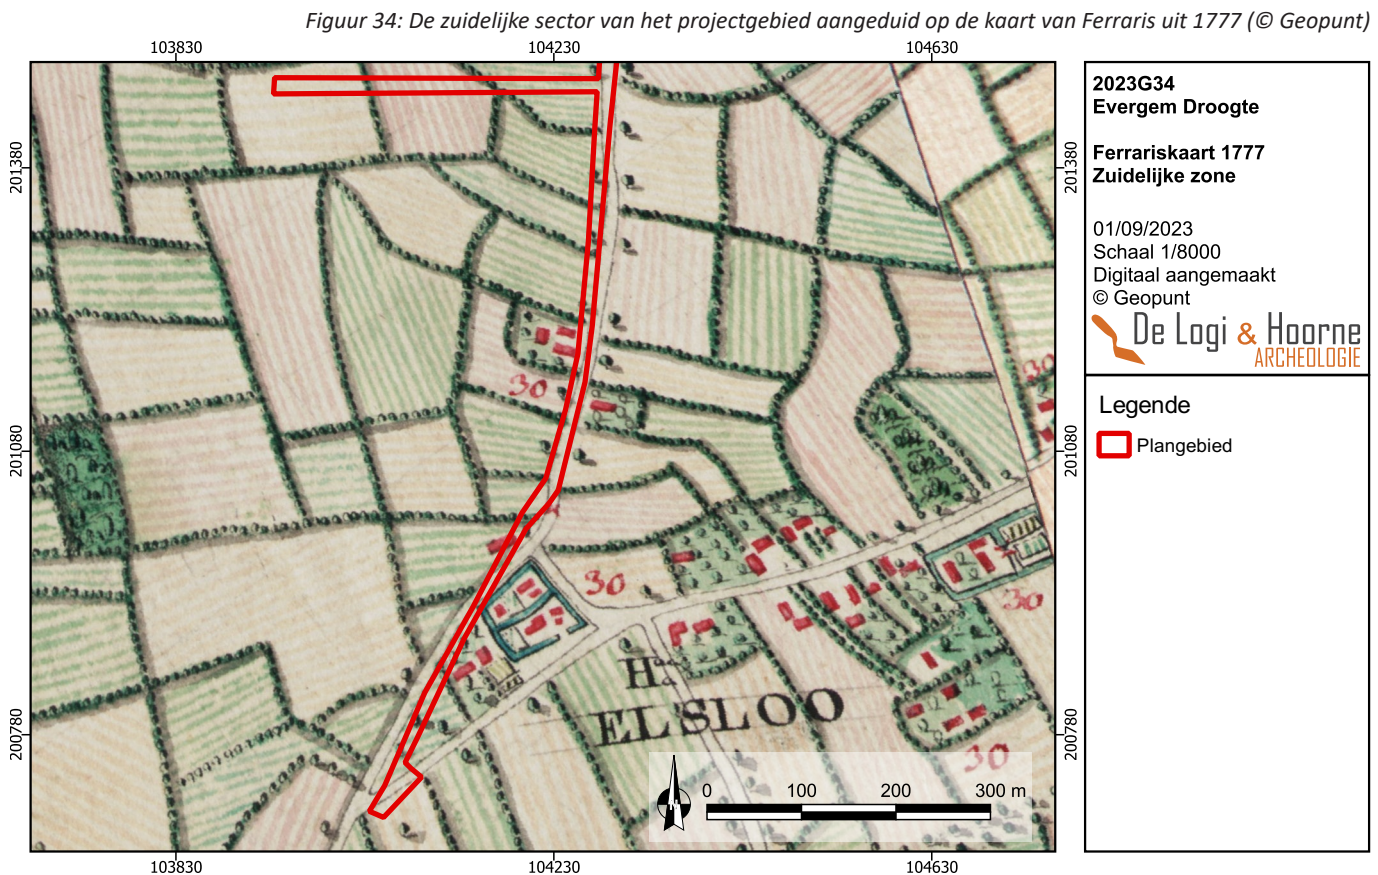 Figuur 34: De zuidelijke sector van het projectgebied aangeduid op de kaart van Ferraris uit 1777 (© Geopunt)
103830
104230
104630
201380
201380
201080
201080
200780
200780
30
30
30
30
30
H.
ELSLOO
0
100
200
300 m
103830
104230
104630
2023G34
Evergem Droogte
Ferrariskaart 1777
Zuidelijke zone
01/09/2023
Schaal 1/8000
Digitaal aangemaakt
© Geopunt
De Logi & Hoorne
ARCHEOLOGIE
Legende
Plangebied